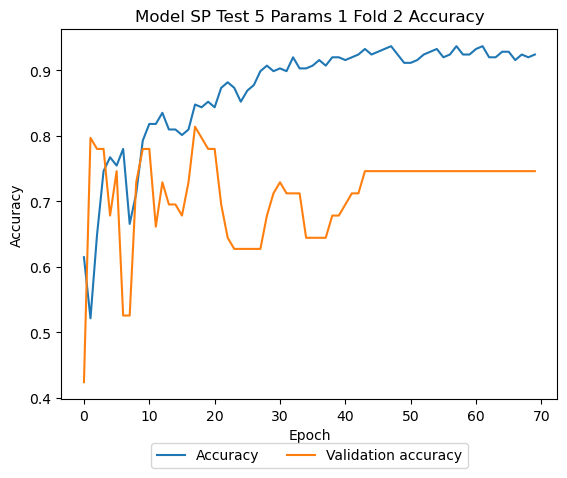 Model SP Test 5 Params 1 Fold 2 Accuracy
0.9
0.8
0.7
0.6
0.5
0.4
Accuracy
0 10 20 30 40 50 60 70
Epoch
Accuracy Validation accuracy